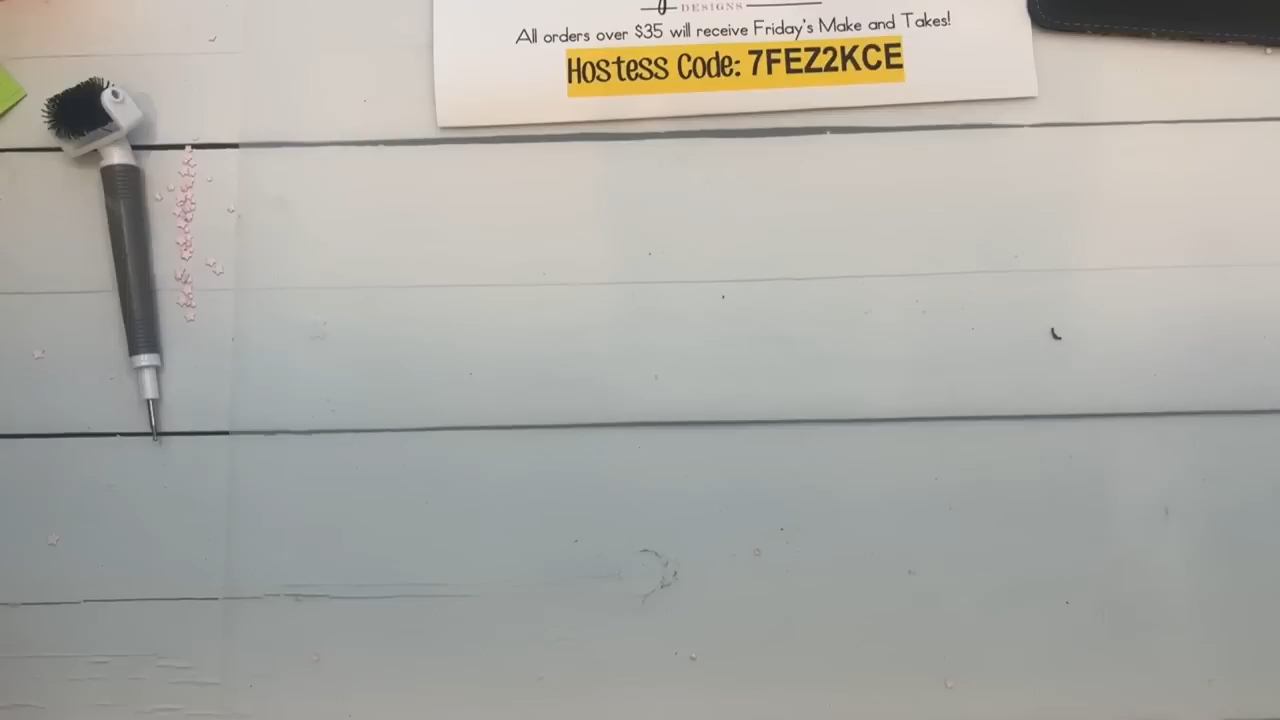 DESIGNS
All orders over $35 will receive Friday's Make and Takes!
Hostess Code: 7FEZ2KCE